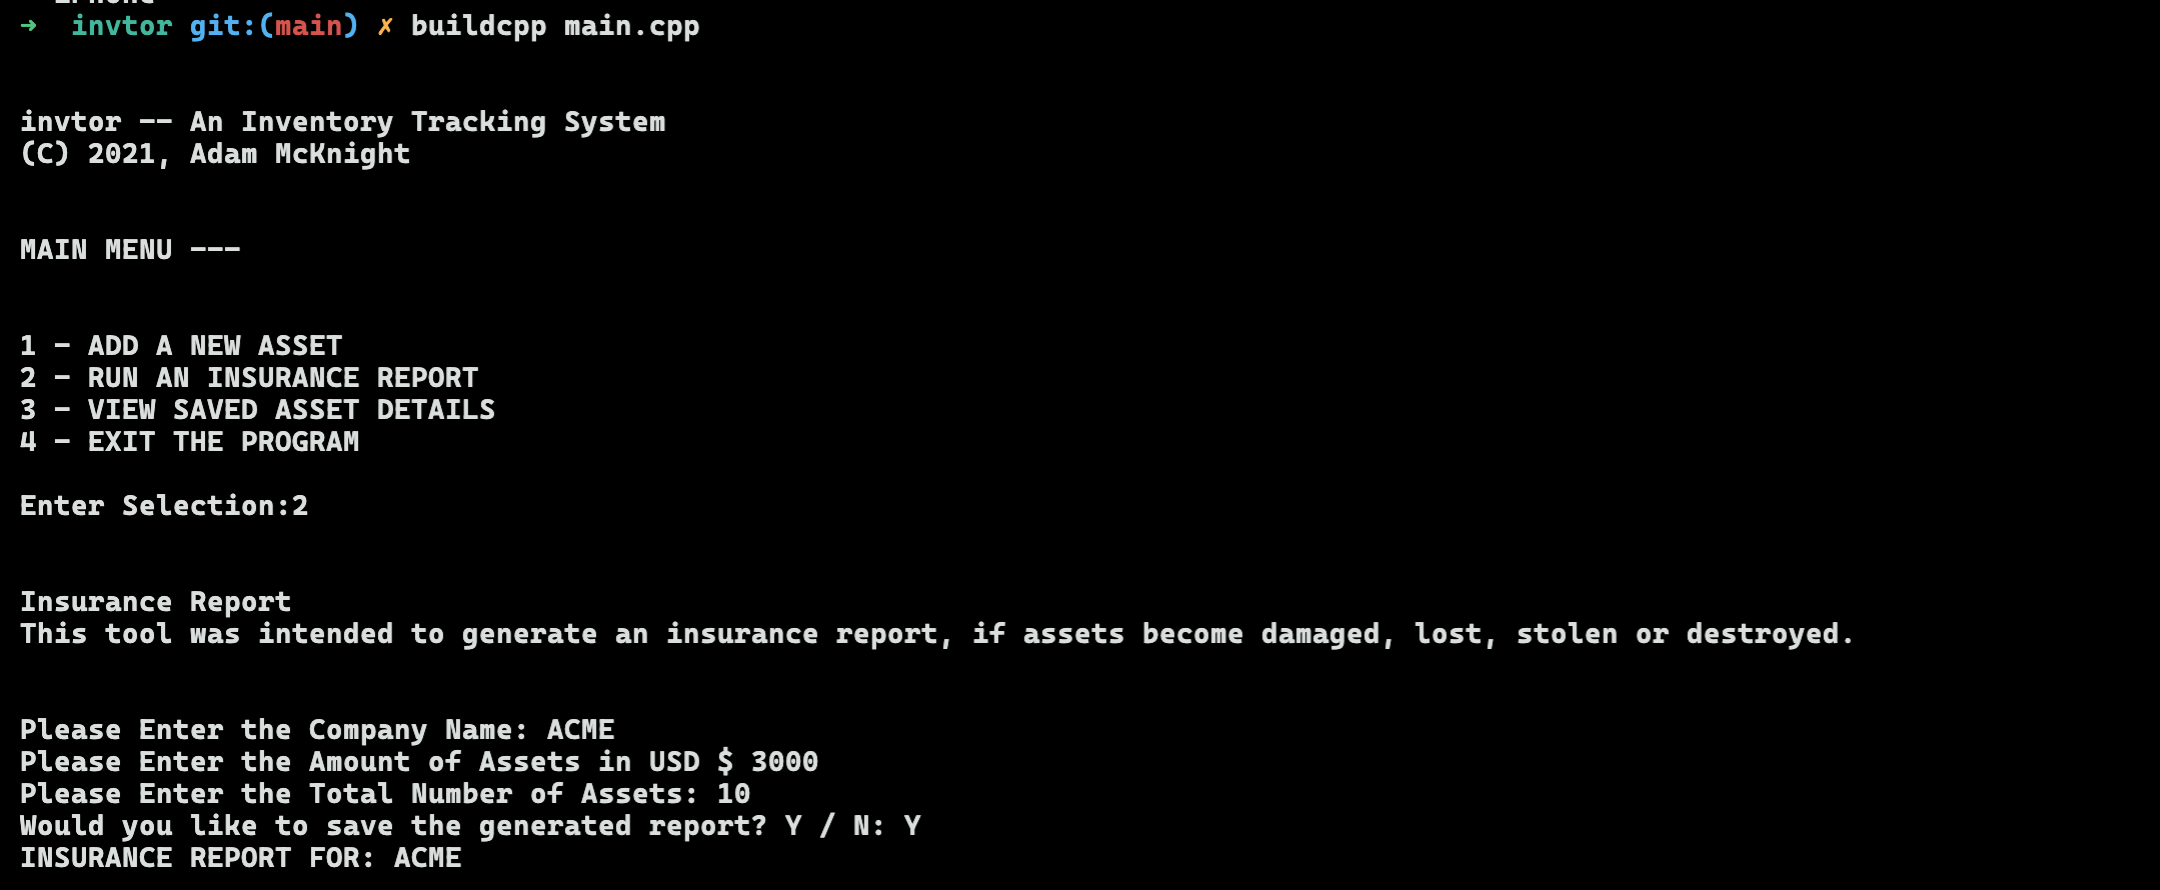 ➜  invtor git:(main) ✗ buildcpp main.cpp
invtor -- An Inventory Tracking System
(C) 2021, Adam McKnight
MAIN MENU ---
1 - ADD A NEW ASSET
2 - RUN AN INSURANCE REPORT
3 - VIEW SAVED ASSET DETAILS
4 - EXIT THE PROGRAM
Enter Selection:2
Insurance Report
This tool was intended to generate an insurance report, if assets become damaged, lost, stolen or destroyed.
Please Enter the Company Name: ACME
Please Enter the Amount of Assets in USD $ 3000
Please Enter the Total Number of Assets: 10
Would you like to save the generated report? Y / N: Y
INSURANCE REPORT FOR: ACME